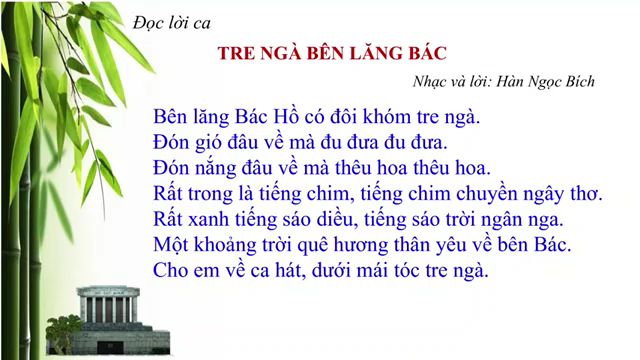 Đọc lời ca
TRE NGÀ BÊN LĂNG BÁC
Nhạc và lời: Hàn Ngọc Bích
Bên lăng Bác Hồ có đôi khóm tre ngà.
Đón gió đâu về mà đu đưa đu đưa.
Đón nắng đâu về mà thêu hoa thêu hoa.
Rất trong là tiếng chim, tiếng chim chuyền ngây thơ.
Rất xanh tiếng sáo diều, tiếng sáo trời ngân nga.
Một khoảng trời quê hương thân yêu về bên Bác.
Cho em về ca hát, dưới mái tóc tre ngà.